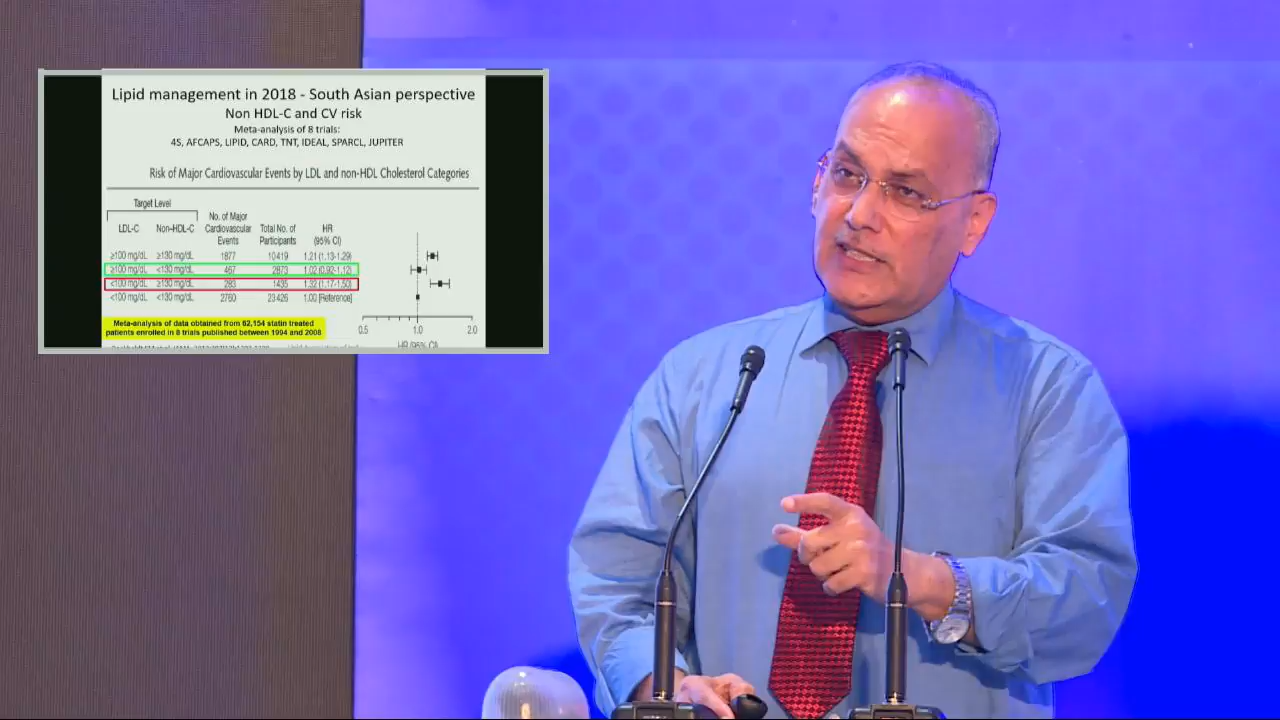 Lipid management in 2018 - South Asian perspective
Non HDL-C and CV risk
Meta-analysis of 8 trials:
4S, AFCAPS, LIPID, CARD, TNT, IDEAL, SPARCL, JUPITER
Risk of Major Cardiovascular Events by LDL and non-HDL Cholesterol Categories
Target Level
LDL-C Non-HDL-C No. of Major Cardiovascular Events Total No. of Participants HR (95% CI)
≥100 mg/dL ≥130 mg/dL 1877 10419 1.21 (1.13-1.29)
≥100 mg/dL <130 mg/dL 467 2873 1.02 (0.92-1.12)
<100 mg/dL ≥130 mg/dL 283 1435 1.32 (1.17-1.50)
<100 mg/dL <130 mg/dL 2760 23426 1.00 [Reference]
0.5 1.0 2.0
HR (95% CI)
Meta-analysis of data obtained from 62,154 statin treated
patients enrolled in 8 trials published between 1994 and 2008